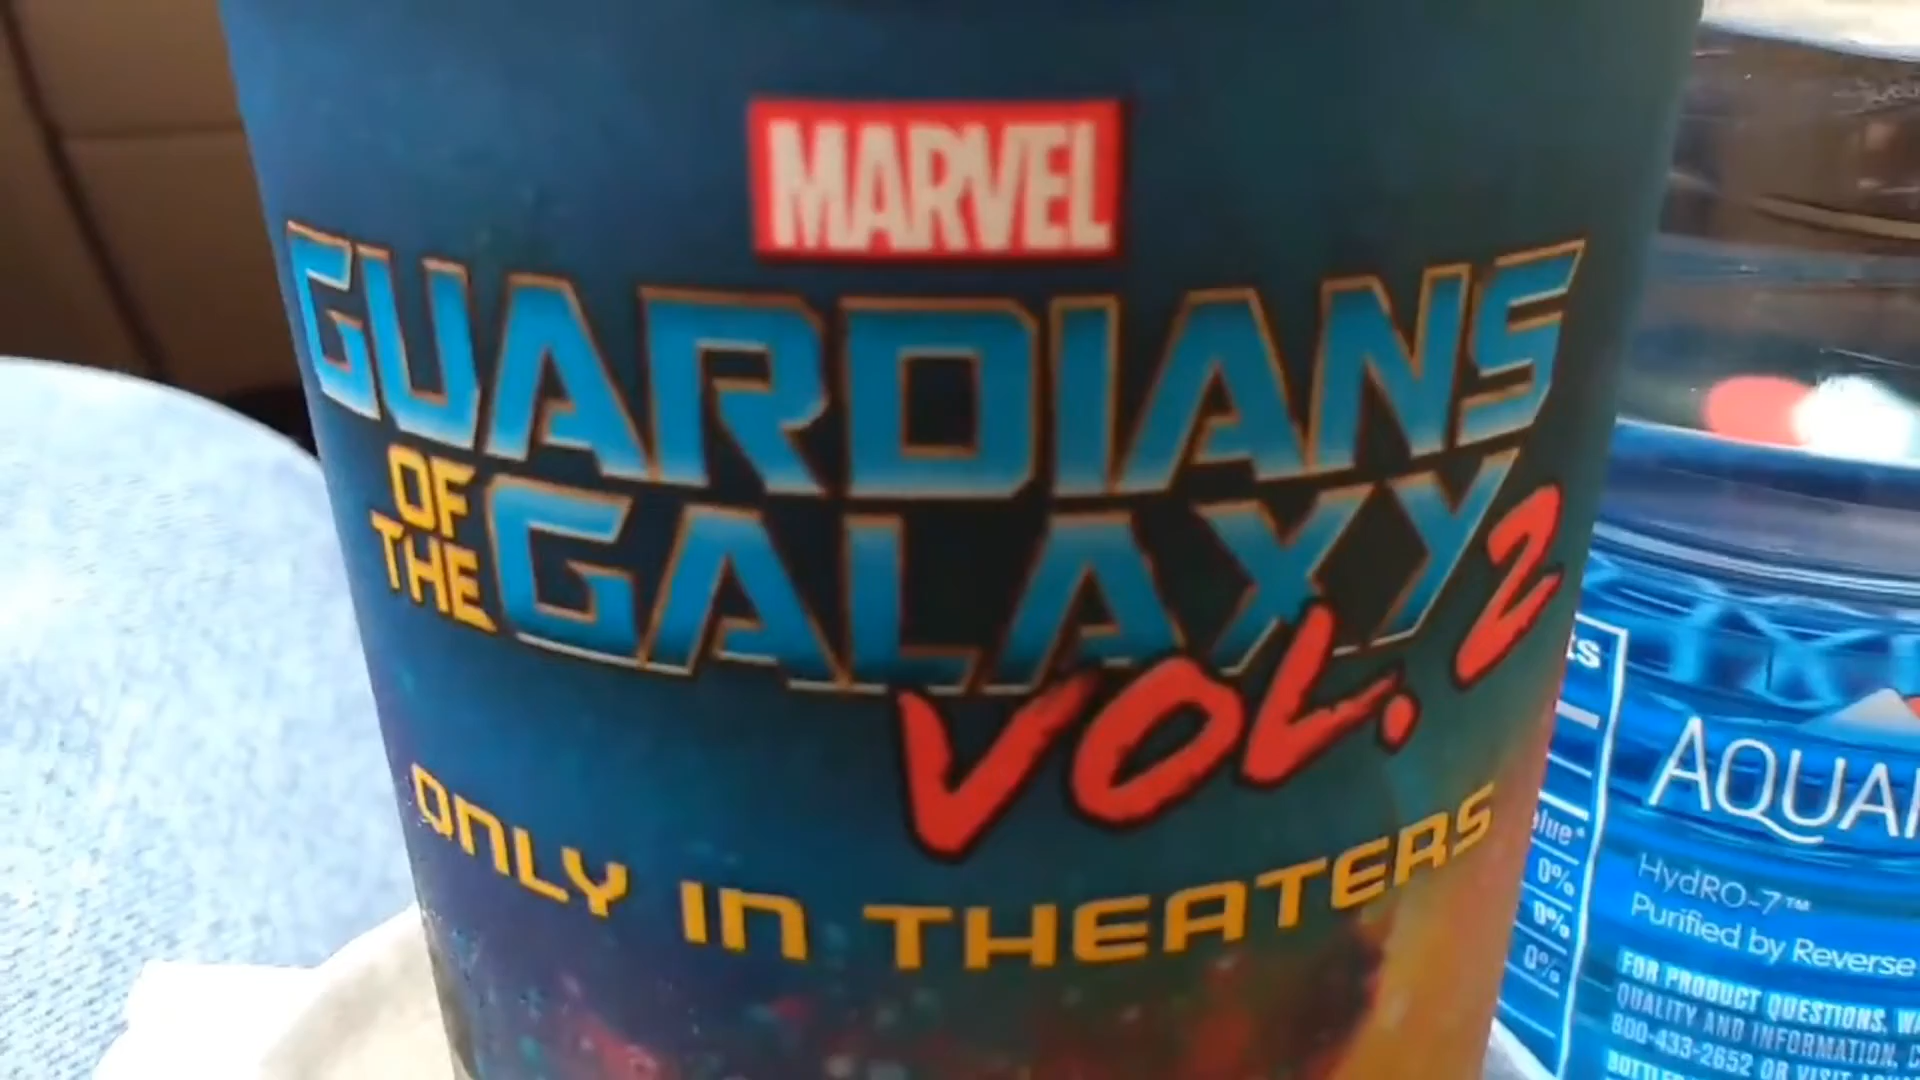 MARVEL
GUARDIANS
OF
THE
GALAXY
VOL. 2
ONLY IN THEATERS
HydRO-7™
Purified by Reverse
FOR PRODUCT QUESTIONS,
QUALITY AND INFORMATION,
800-433-2652 OR VISIT
0%
0%
0%